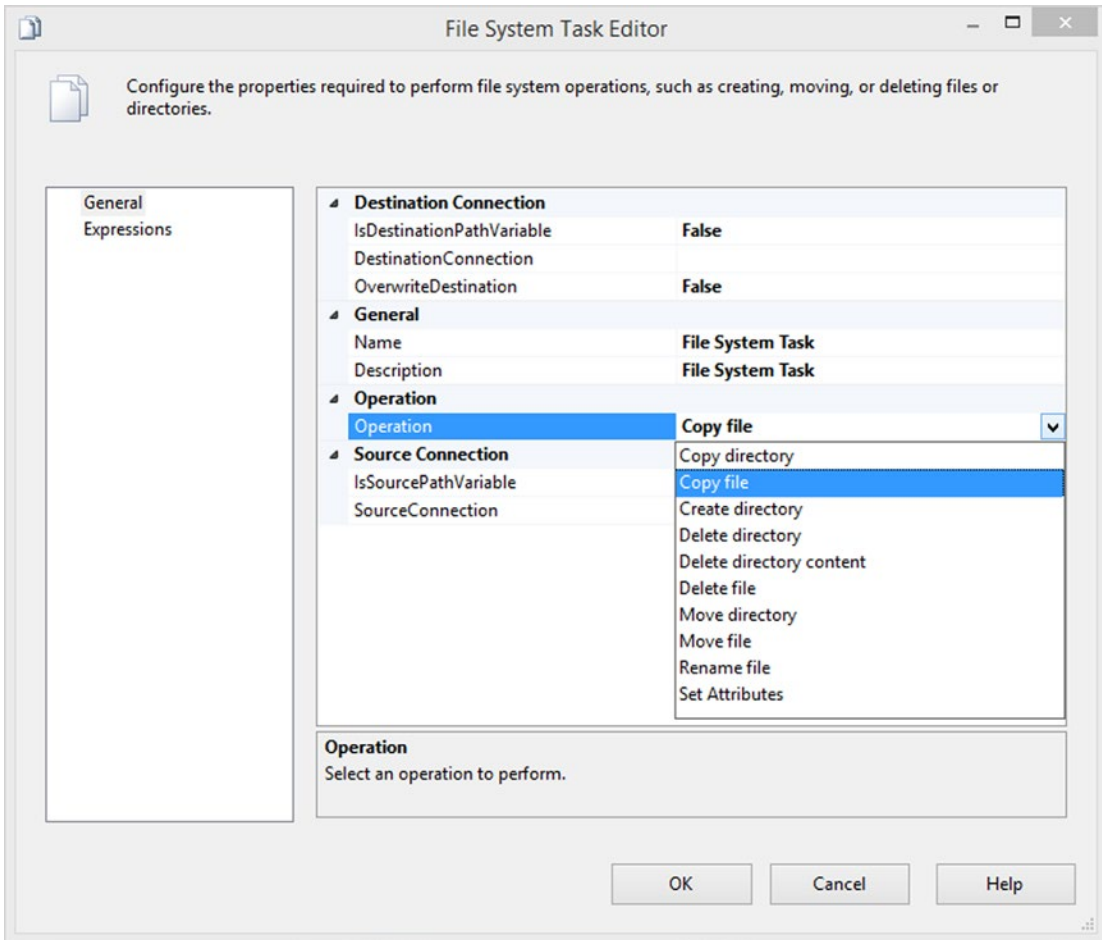 File System Task Editor
Configure the properties required to perform file system operations, such as creating, moving, or deleting files or
directories.
General
Expressions
Destination Connection
IsDestinationPathVariable False
DestinationConnection
OverwriteDestination False
General
Name File System Task
Description File System Task
Operation
Operation Copy file
Source Connection
IsSourcePathVariable
SourceConnection
Copy directory
Copy file
Create directory
Delete directory
Delete directory content
Delete file
Move directory
Move file
Rename file
Set Attributes
Operation
Select an operation to perform.
OK Cancel Help